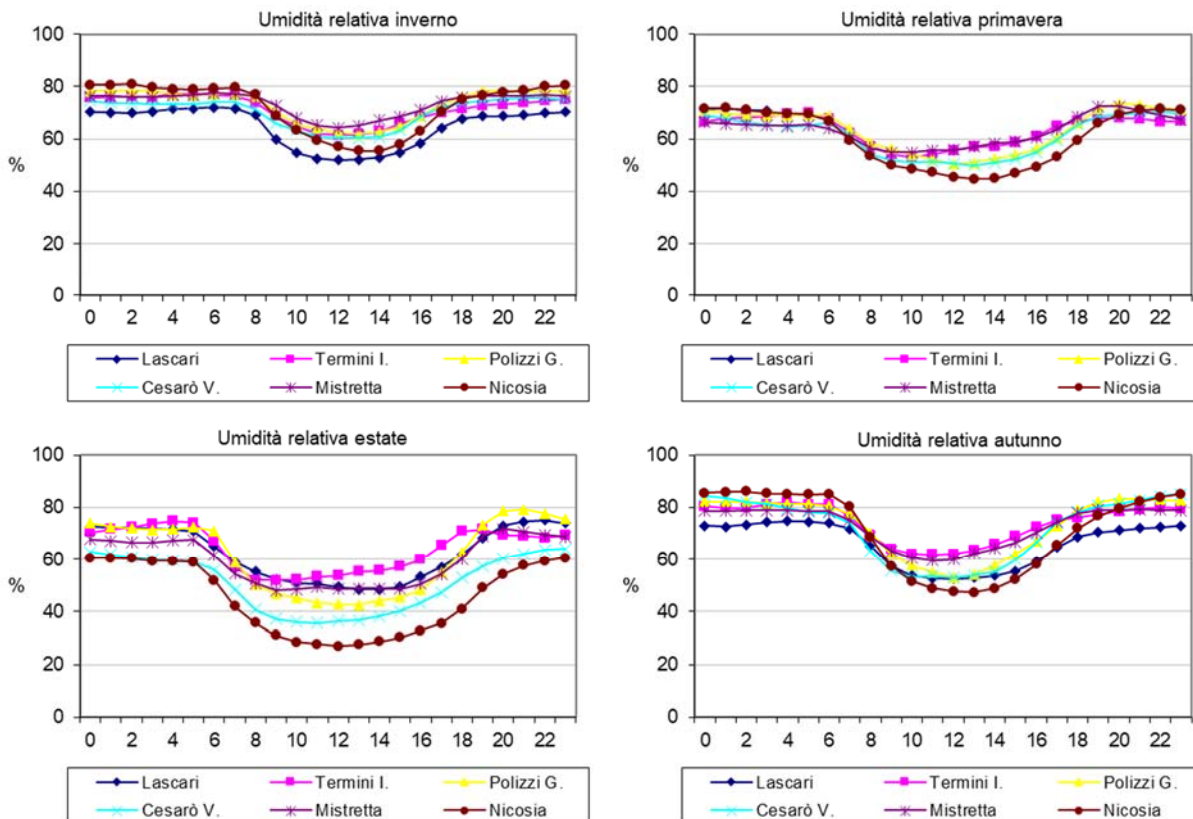 Umidità relativa inverno
100
80
60
%
40
20
0
0 2 4 6 8 10 12 14 16 18 20 22
Lascari Termini I. Polizzi G.
Cesarò V. Mistretta Nicosia
Umidità relativa primavera
100
80
60
%
40
20
0
0 2 4 6 8 10 12 14 16 18 20 22
Lascari Termini I. Polizzi G.
Cesarò V. Mistretta Nicosia
Umidità relativa estate
100
80
60
%
40
20
0
0 2 4 6 8 10 12 14 16 18 20 22
Lascari Termini I. Polizzi G.
Cesarò V. Mistretta Nicosia
Umidità relativa autunno
100
80
60
%
40
20
0
0 2 4 6 8 10 12 14 16 18 20 22
Lascari Termini I. Polizzi G.
Cesarò V. Mistretta Nicosia